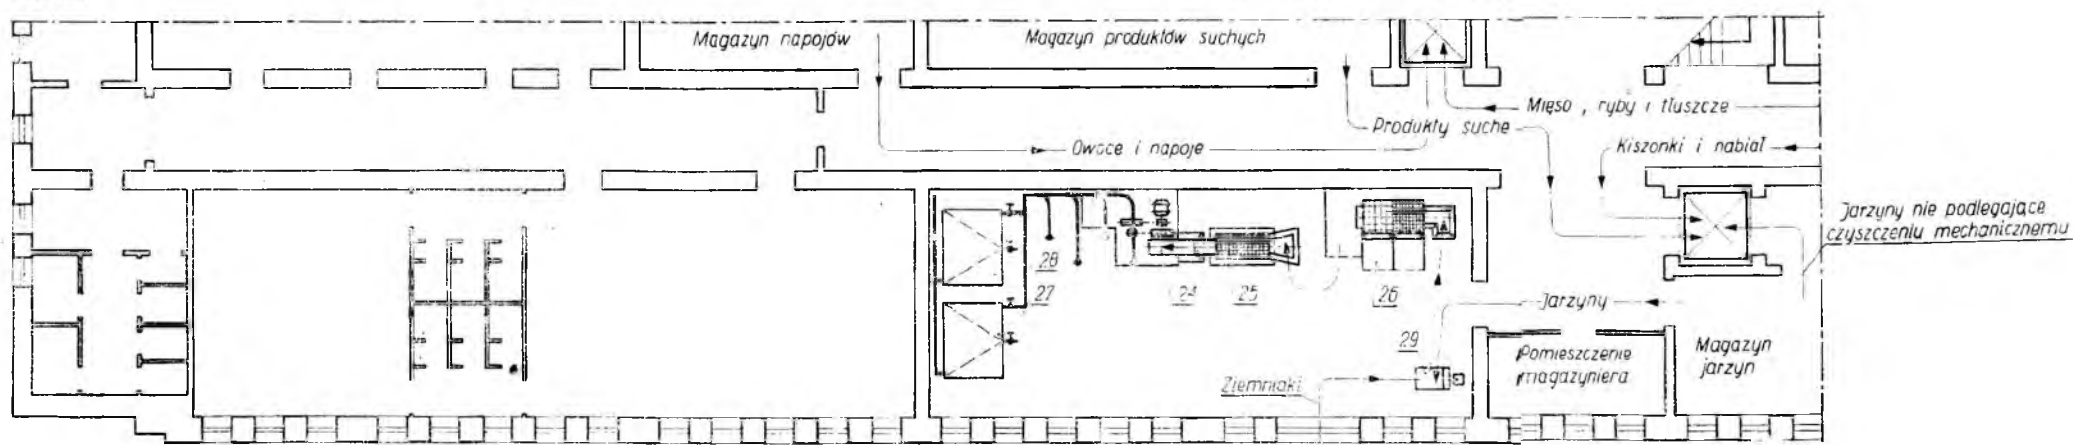 Magazyn napojów
Magazyn produktów suchych
Mięso, ryby i tłuszcze
Produkty suche
Owoce i napoje
Kiszonki i nabiał
Jarzyny nie podlegające
czyszczeniu mechanicznemu
28
27
24
25
26
Jarzyny
29
Pomieszczenie
magazyniera
Magazyn
jarzyn
Ziemniaki